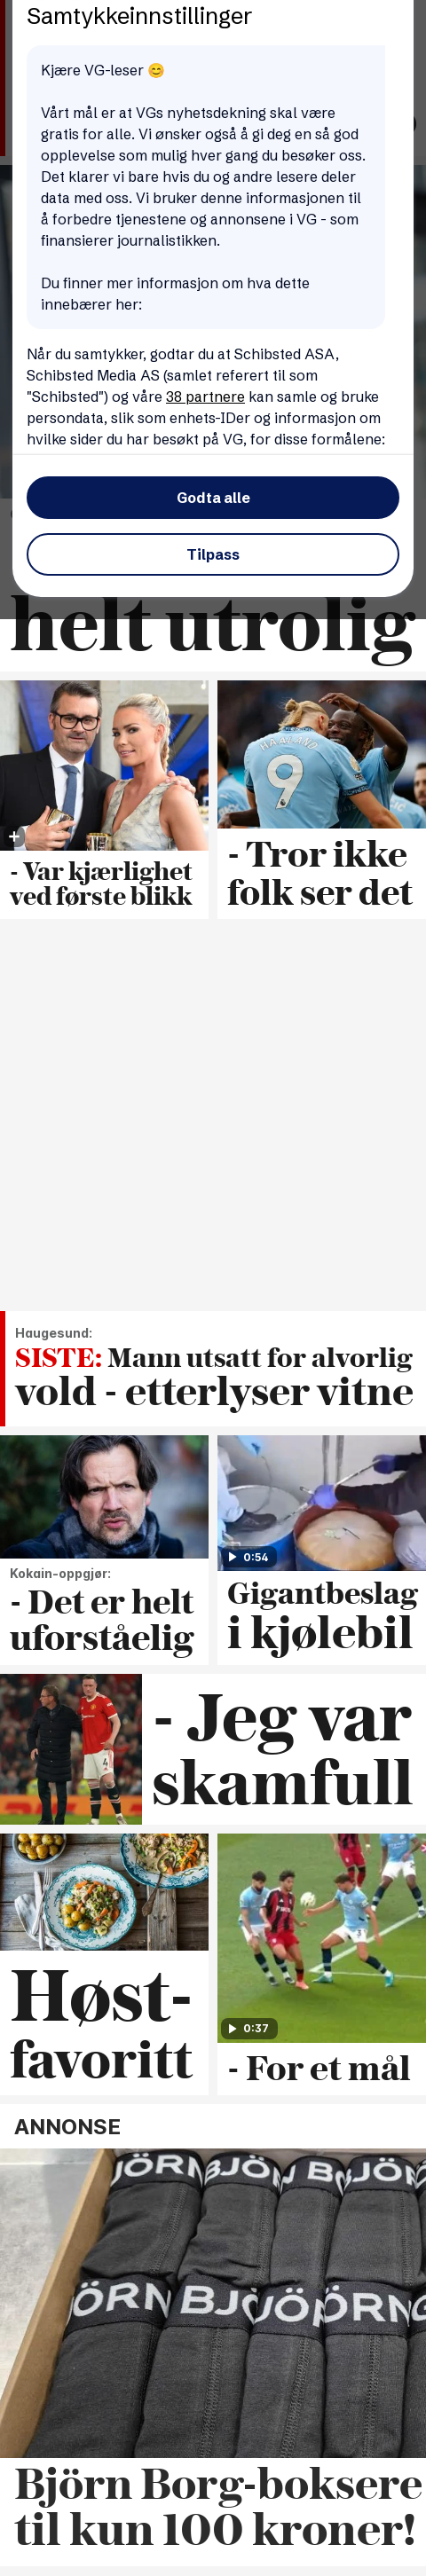 Samtykkeinnstillinger
Kjære VG-leser 😊
Vårt mål er at VGs nyhetsdekning skal være
gratis for alle. Vi ønsker også å gi deg en så god
opplevelse som mulig hver gang du besøker oss.
Det klarer vi bare hvis du og andre lesere deler
data med oss. Vi bruker denne informasjonen til
å forbedre tjenestene og annonsene i VG - som
finansierer journalistikken.
Du finner mer informasjon om hva dette
innebærer her:
Når du samtykker, godtar du at Schibsted ASA,
Schibsted Media AS (samlet referert til som
"Schibsted") og våre 38 partnere kan samle og bruke
persondata, slik som enhets-IDer og informasjon om
hvilke sider du har besøkt på VG, for disse formålene:
Godta alle
Tilpass
helt utrolig
- Var kjærlighet
ved første blikk
HAALAND
9
- Tror ikke
folk ser det
Haugesund:
SISTE: Mann utsatt for alvorlig
vold - etterlyser vitne
Kokain-oppgjør:
- Det er helt
uforståelig
0:54
Gigantbeslag
i kjølebil
4
- Jeg var
skamfull
Høst-
favoritt
0:37
- For et mål
ANNONSE
BJÖRN
BJÖRN
ÖRN
BJÖ
ÖRNG
Björn Borg-boksere
til kun 100 kroner!